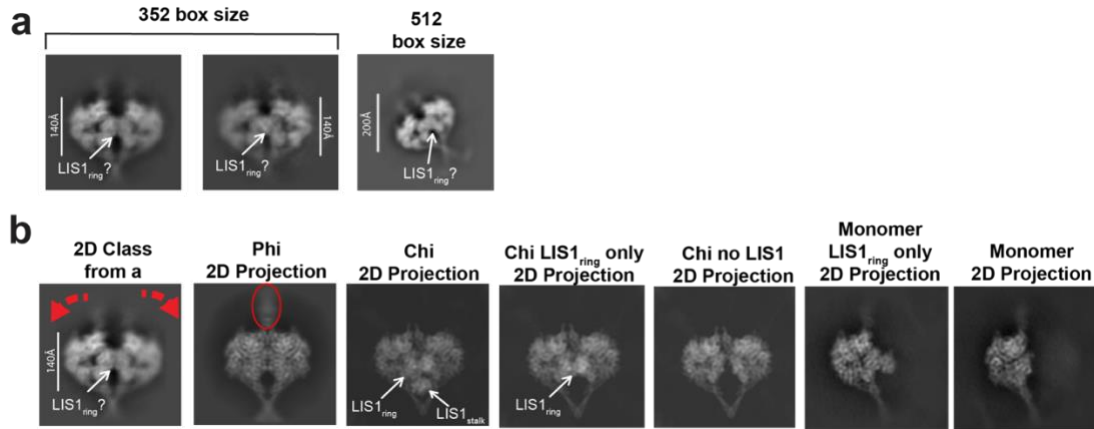 a
352 box size
512
box size
140Å
LIS1ring?
140Å
LIS1ring?
200Å
LIS1ring?
b
2D Class
from a
Phi
2D Projection
Chi
2D Projection
Chi LIS1ring only
2D Projection
Chi no LIS1
2D Projection
Monomer
LIS1ring only
2D Projection
Monomer
2D Projection
140Å
LIS1ring?
LIS1ring
LIS1stalk
LIS1ring